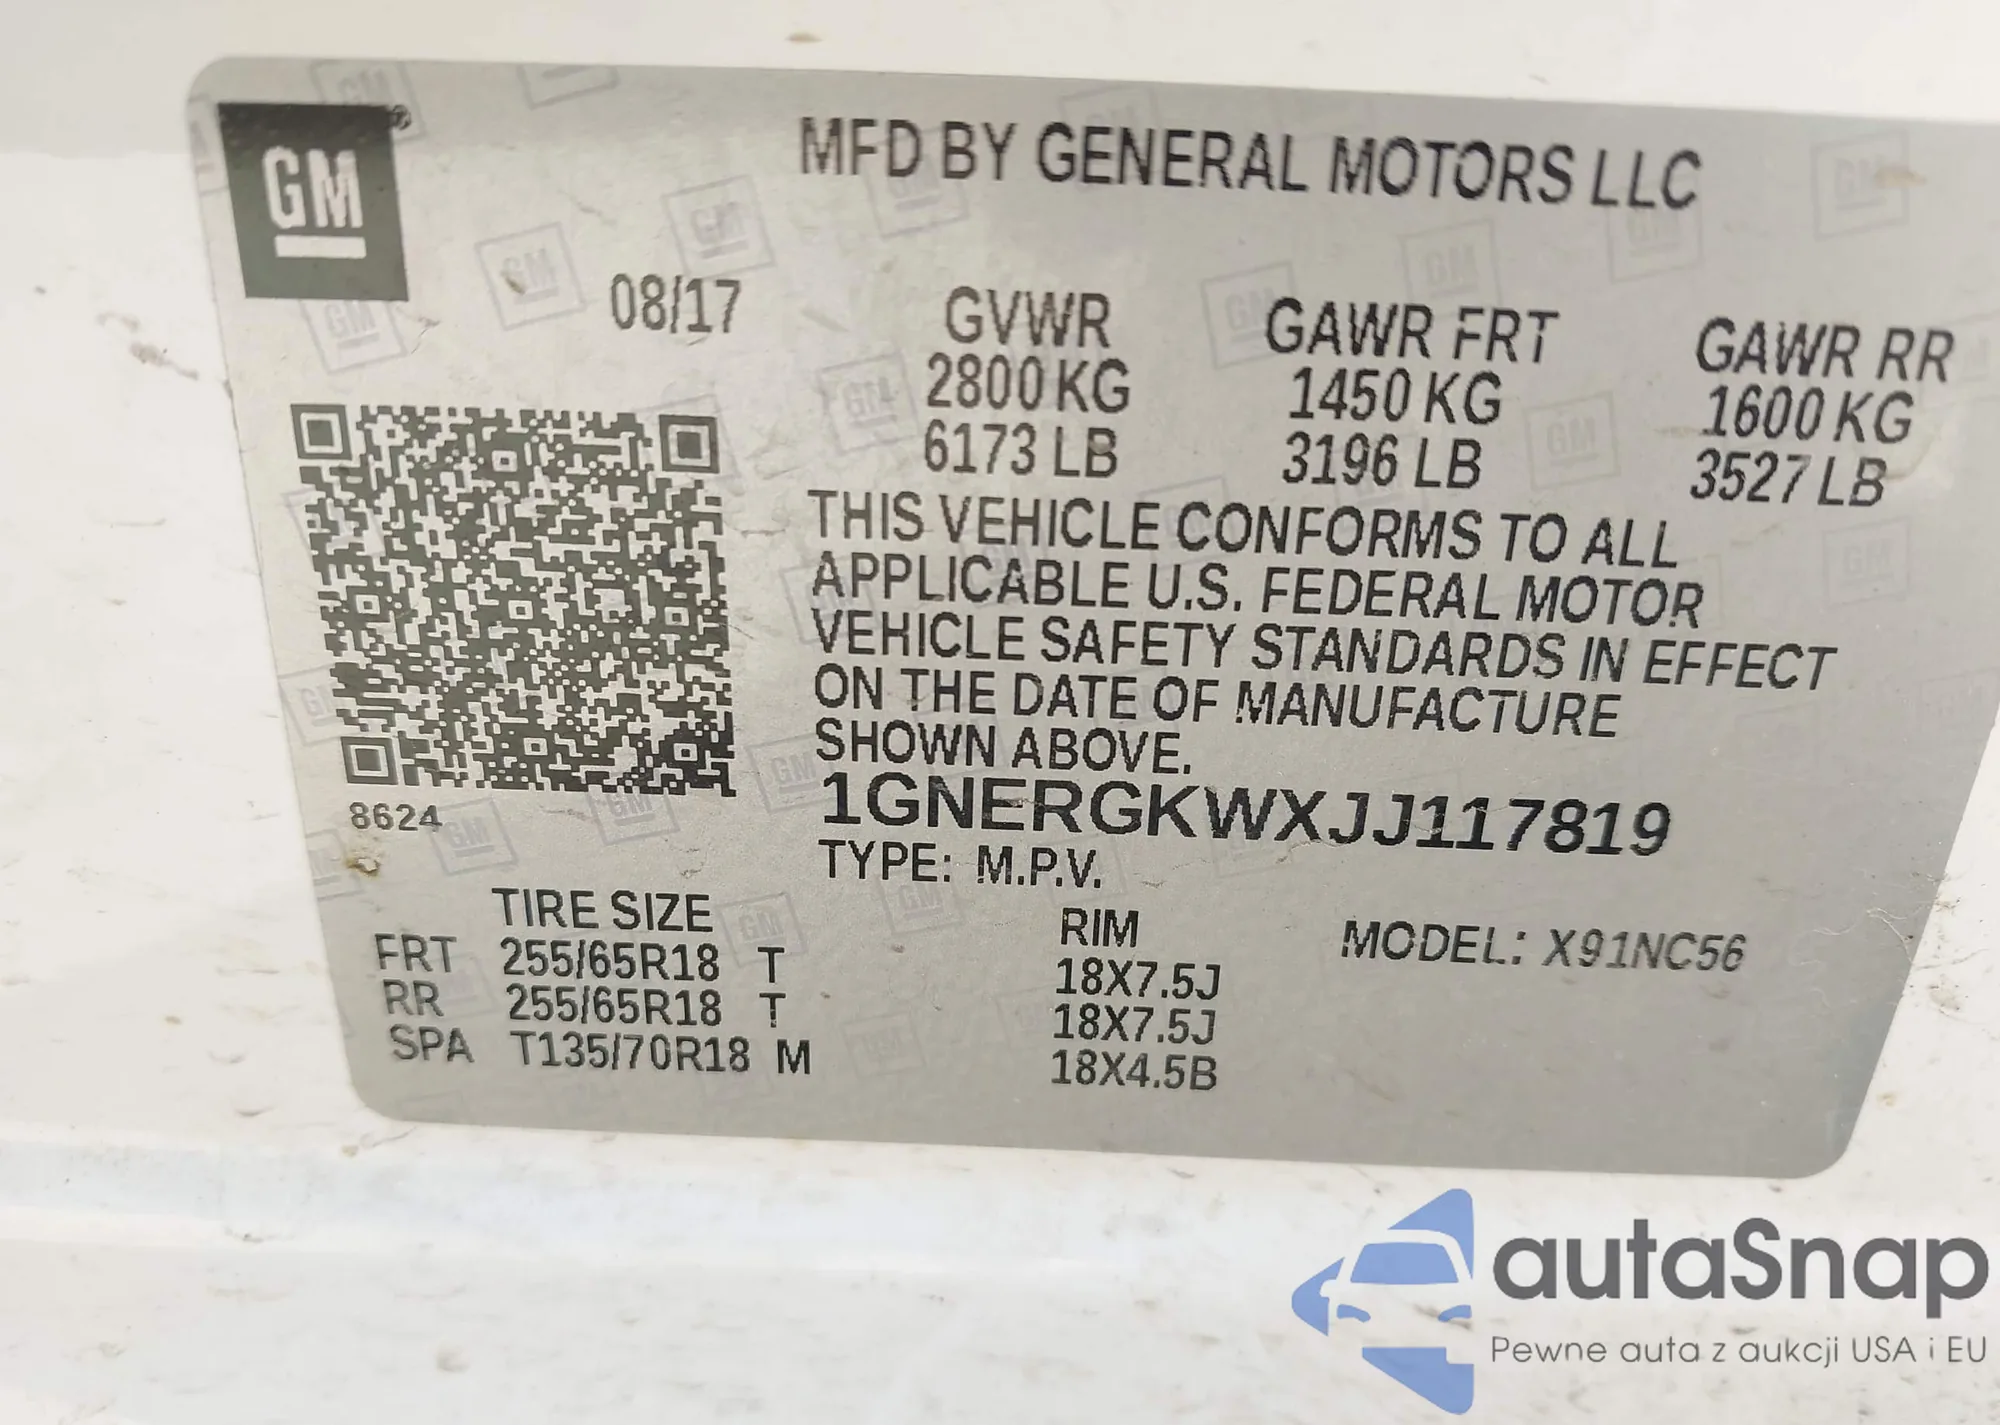 GM®
MFD BY GENERAL MOTORS LLC
08/17
GVWR GAWR FRT GAWR RR
2800 KG 1450 KG 1600 KG
6173 LB 3196 LB 3527 LB
THIS VEHICLE CONFORMS TO ALL
APPLICABLE U.S. FEDERAL MOTOR
VEHICLE SAFETY STANDARDS IN EFFECT
ON THE DATE OF MANUFACTURE
SHOWN ABOVE.
8624
1GNERGKWXJJ117819
TYPE: M.P.V.
TIRE SIZE RIM MODEL: X91NC56
FRT 255/65R18 T 18X7.5J
RR 255/65R18 T 18X7.5J
SPA T135/70R18 M 18X4.5B
autaSnap
Pewne auta z aukcji USA i EU